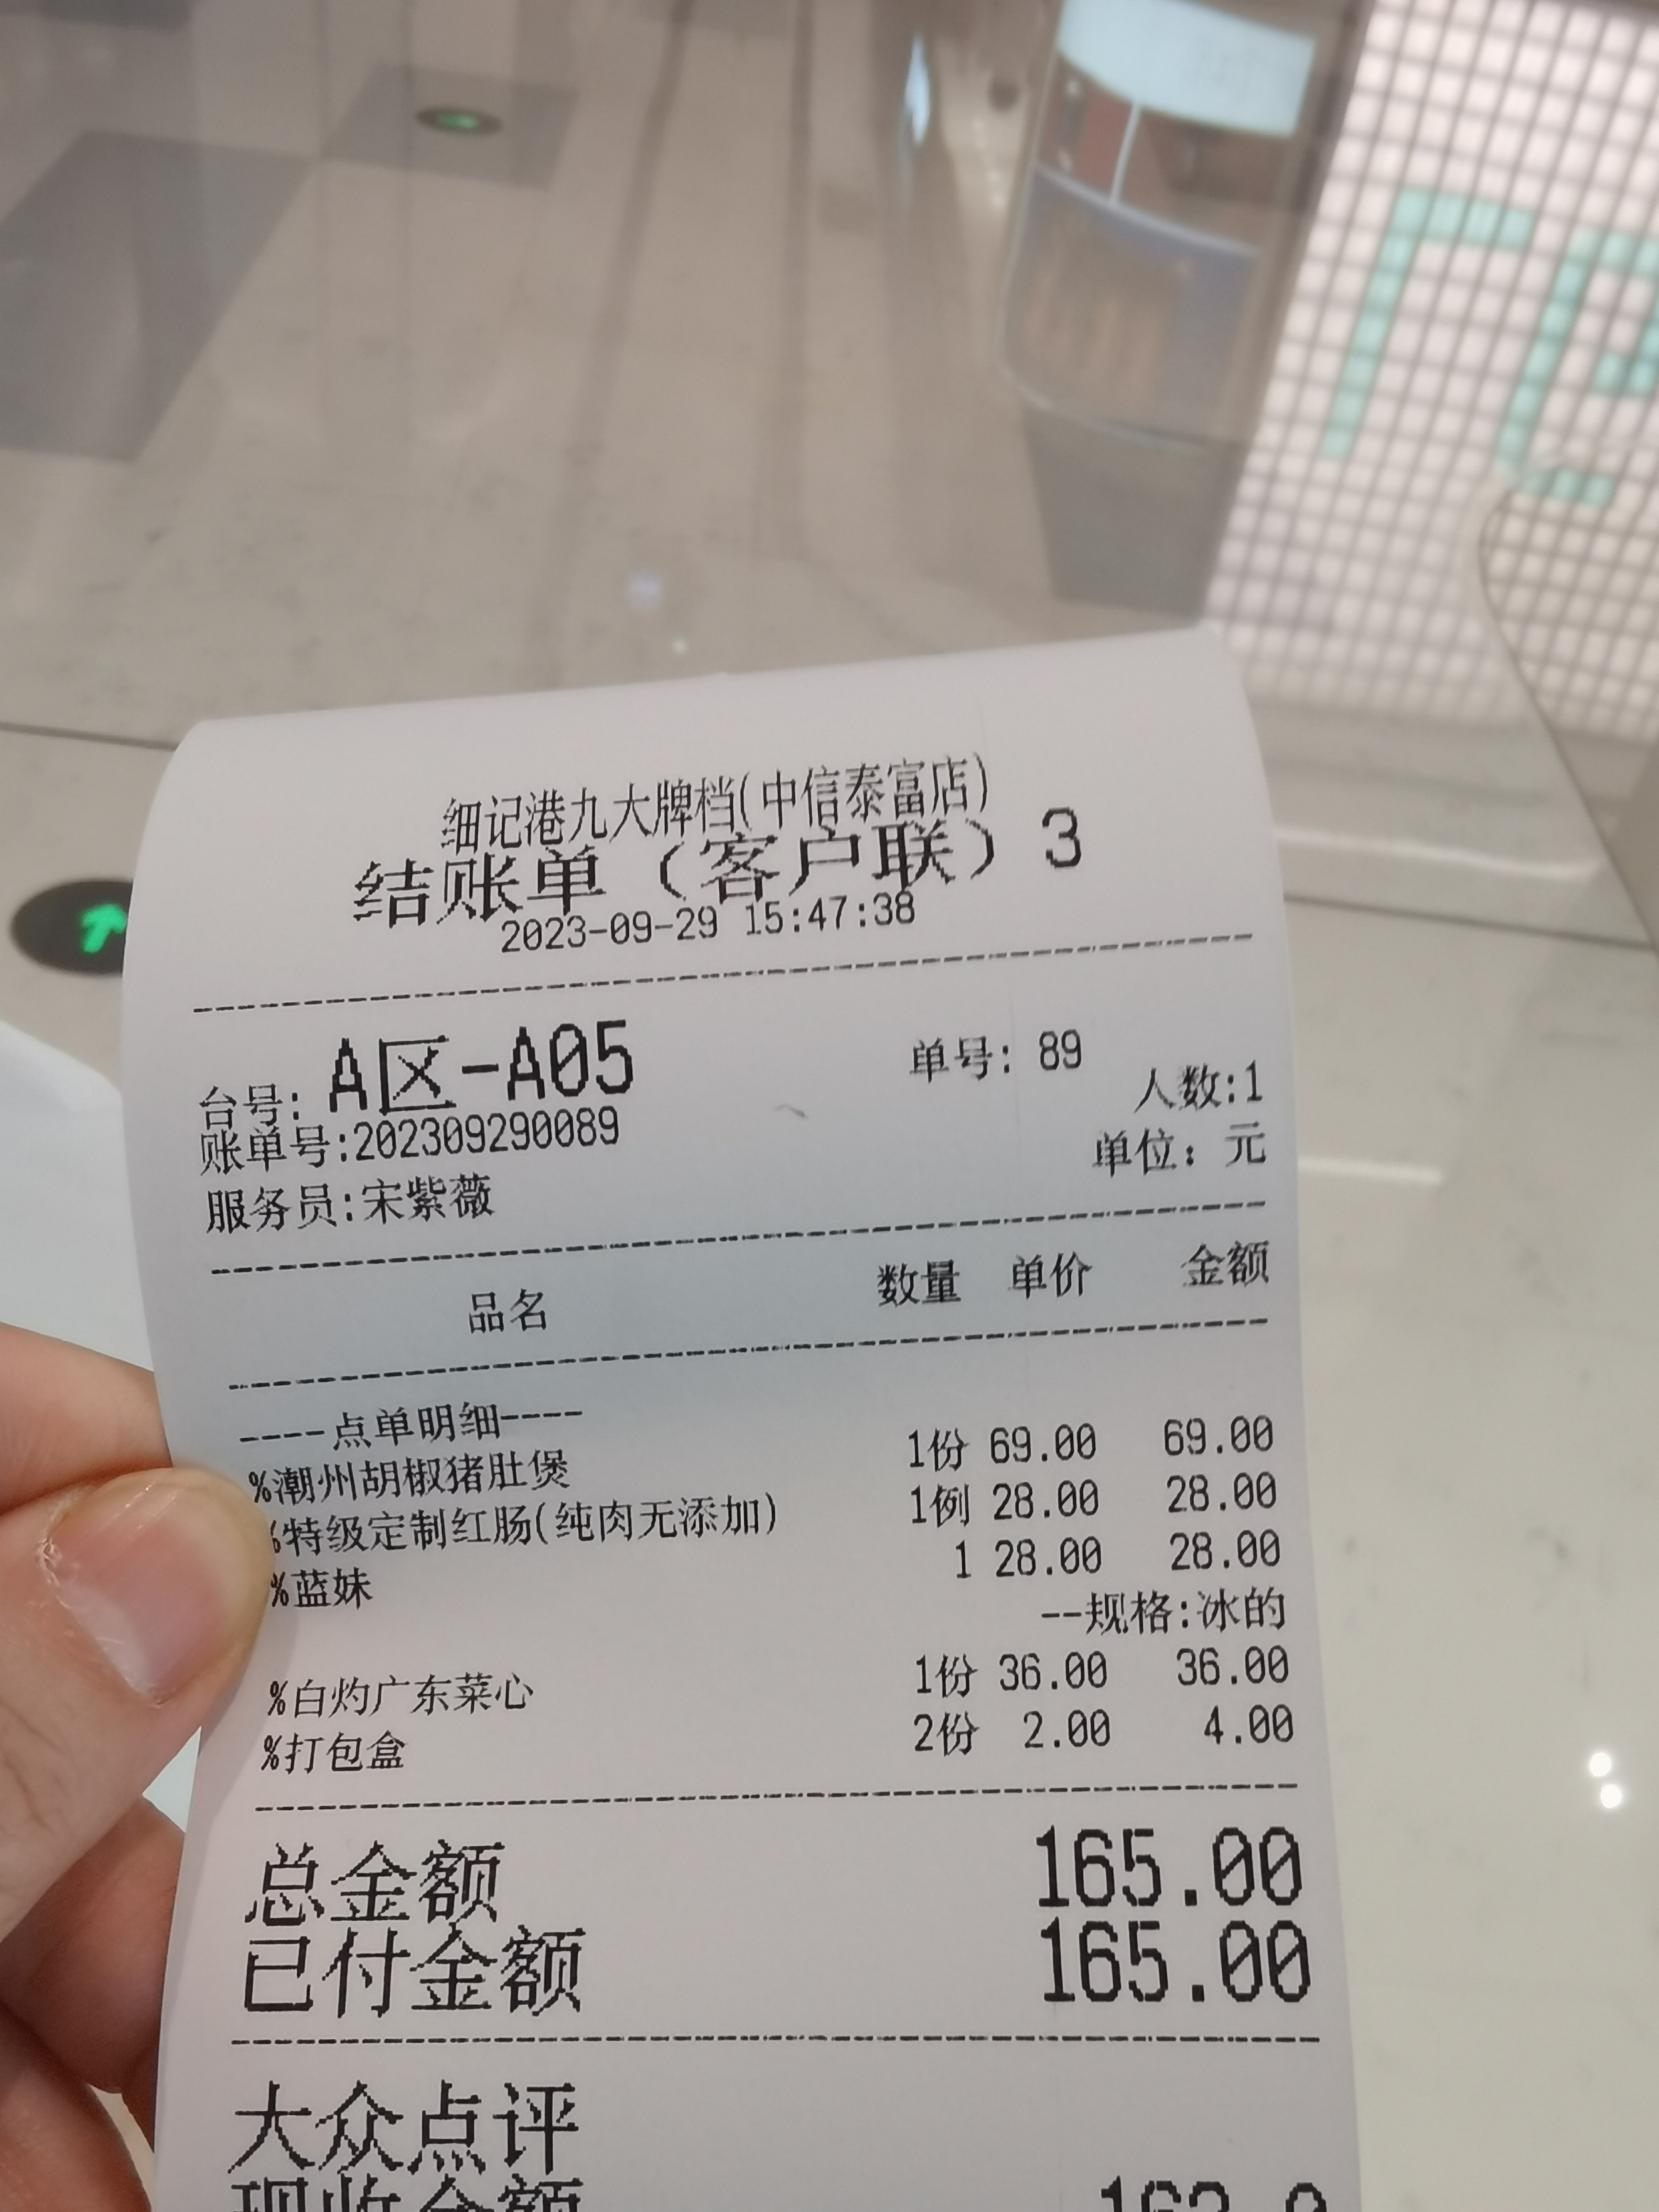 细记港九大牌档(中信泰富店)
结账单（客户联）3
2023-09-29 15:47:38
台号: A区-A05 单号: 89
人数:1
账单号:202309290089
单位: 元
服务员:宋紫薇
品名 数量 单价 金额
----点单明细----
%潮州胡椒猪肚煲 1份 69.00 69.00
%特级定制红肠(纯肉无添加) 1例 28.00 28.00
%蓝妹 1 28.00 28.00
--规格:冰的
%白灼广东菜心 1份 36.00 36.00
%打包盒 2份 2.00 4.00
总金额 165.00
已付金额 165.00
大众点评
现收金额